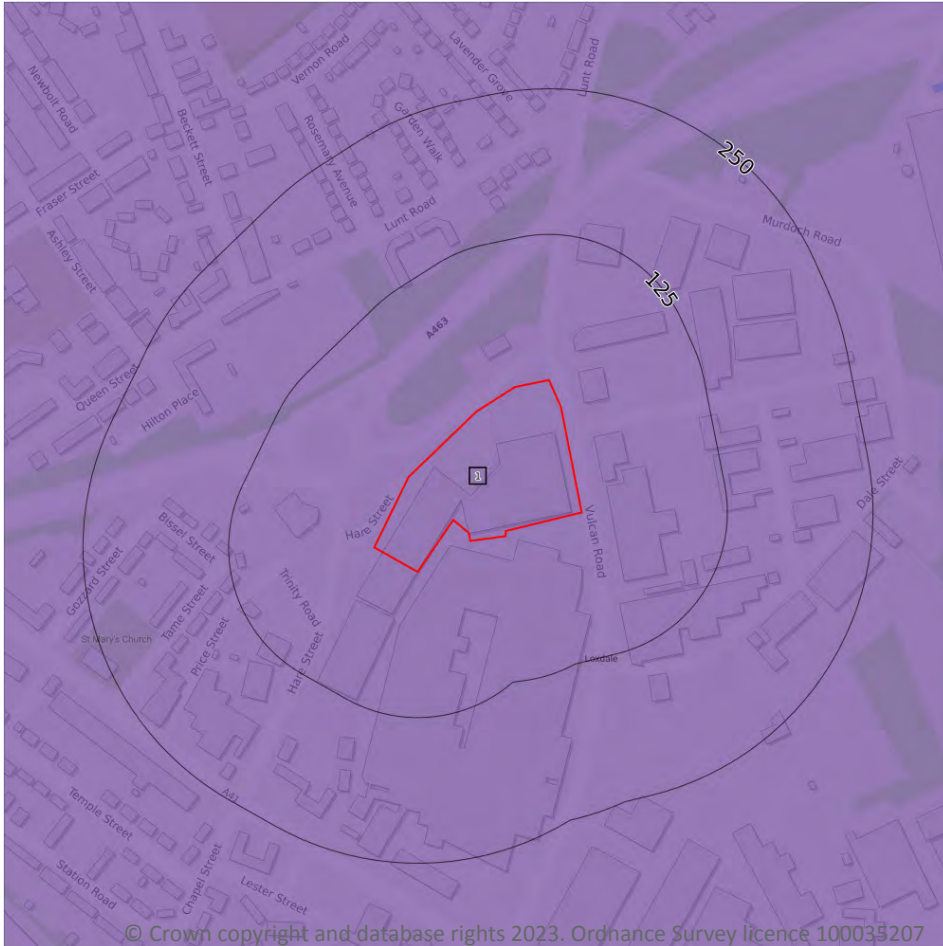 Newbolt Road
Vernon Road
Lavender Grove
Lunt Road
Beckett Street
Rosemary Avenue
Garden Walk
250
Fraser Street
Lunt Road
Murdoch Road
Ashley Street
125
A463
Queen Street
Hilton Place
1
Dale Street
Hare Street
Vulcan Road
Bissel Street
Gozzard Street
Trinity Road
Tame Street
St Mary's Church
Price Street
Hare Street
Loxdale
A41
Temple Street
Station Road
Chapel Street
Lester Street
© Crown copyright and database rights 2023. Ordnance Survey licence 100035207